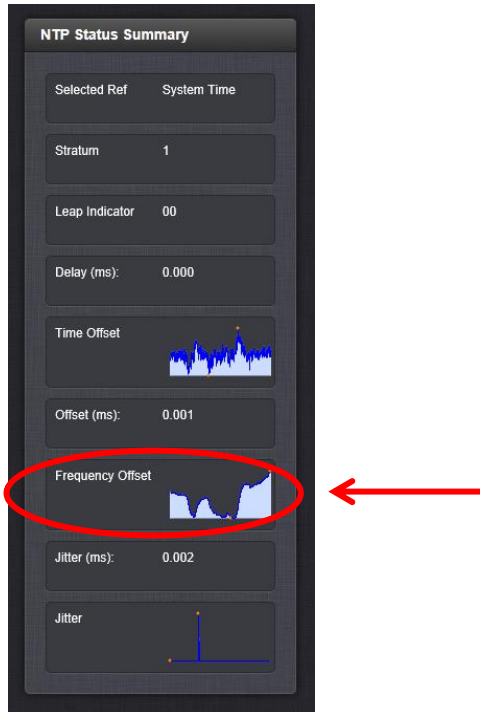 NTP Status Summary
Selected Ref System Time
Stratum 1
Leap Indicator 00
Delay (ms): 0.000
Time Offset
Offset (ms): 0.001
Frequency Offset
Jitter (ms): 0.002
Jitter